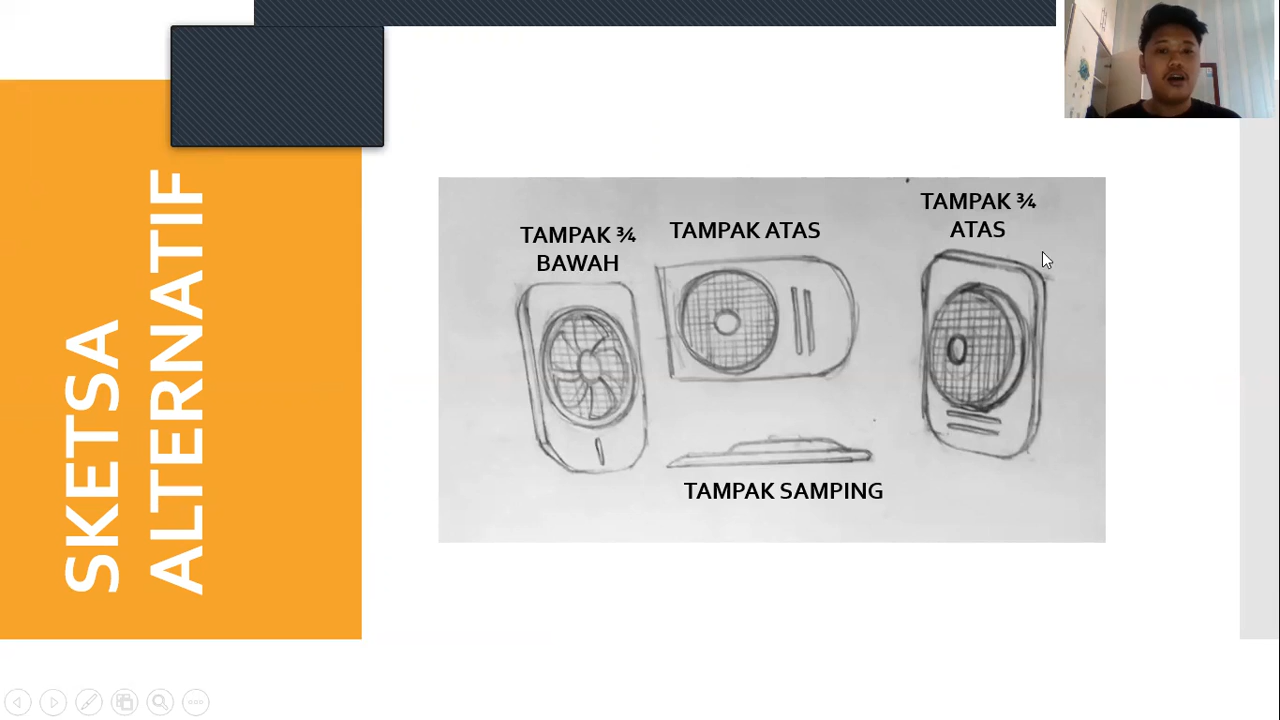 SKETSA
ALTERNATIF
TAMPAK ¾
BAWAH
TAMPAK ATAS
TAMPAK ¾
ATAS
TAMPAK SAMPING